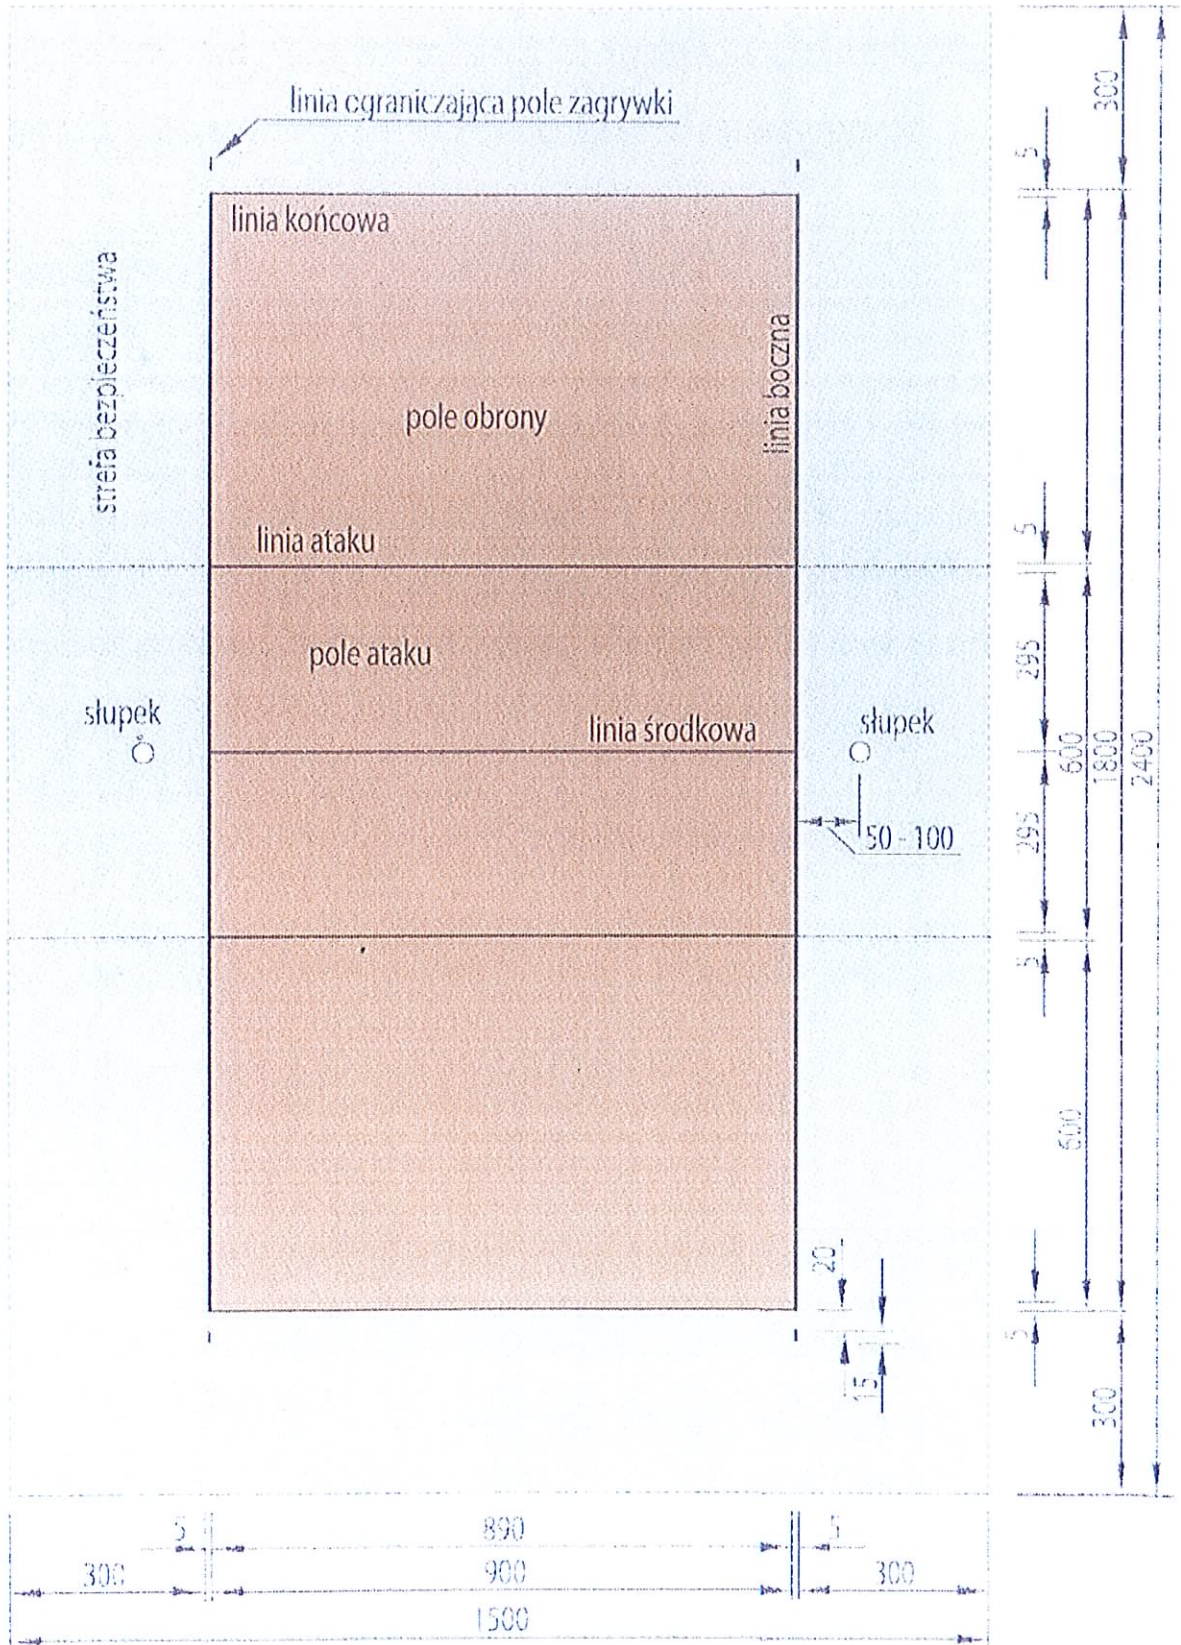 linia ograniczająca pole zagrywki
300
5
linia końcowa
strefa bezpieczeństwa
linia boczna
pole obrony
5
linia ataku
pole ataku
295
słupek
linia środkowa
słupek
600
1800
2400
50 - 100
295
5
600
20
5
15
300
5
890
5
300
900
300
1500